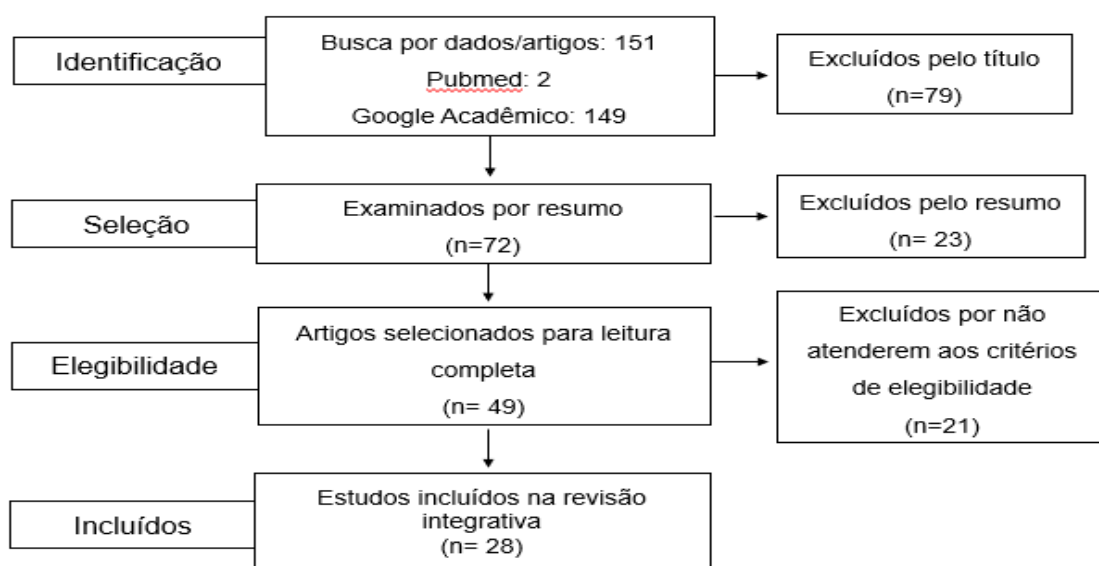 Identificação
Busca por dados/artigos: 151
Pubmed: 2
Google Acadêmico: 149
Excluídos pelo título
(n=79)
Seleção
Examinados por resumo
(n=72)
Excluídos pelo resumo
(n= 23)
Elegibilidade
Artigos selecionados para leitura
completa
(n= 49)
Excluídos por não
atenderem aos critérios
de elegibilidade
(n=21)
Incluídos
Estudos incluídos na revisão
integrativa
(n= 28)